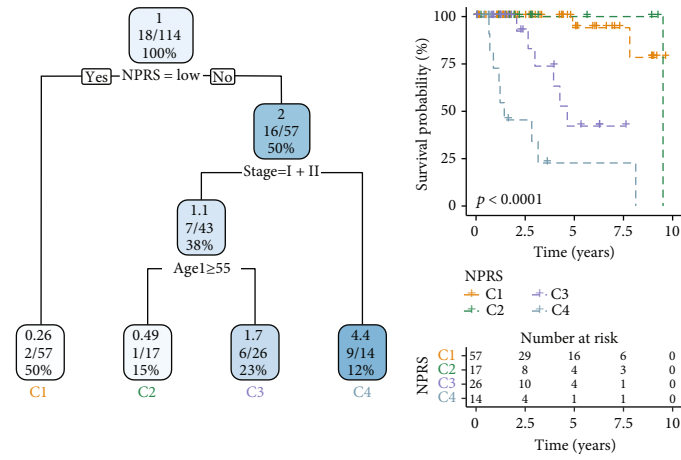 1
18/114
100%
Yes NPRS = low No
2
16/57
50%
Stage=I + II
1.1
7/43
38%
Age1≥55
0.26
2/57
50%
0.49
1/17
15%
1.7
6/26
23%
4.4
9/14
12%
C1 C2 C3 C4
Survival probability (%)
100
75
50
25
0
p < 0.0001
0 2.5 5 7.5 10
Time (years)
NPRS
C1 C3
C2 C4
Number at risk
NPRS
C1 57 29 16 6 0
C2 17 8 4 3 0
C3 26 10 4 1 0
C4 14 4 1 1 0
0 2.5 5 7.5 10
Time (years)